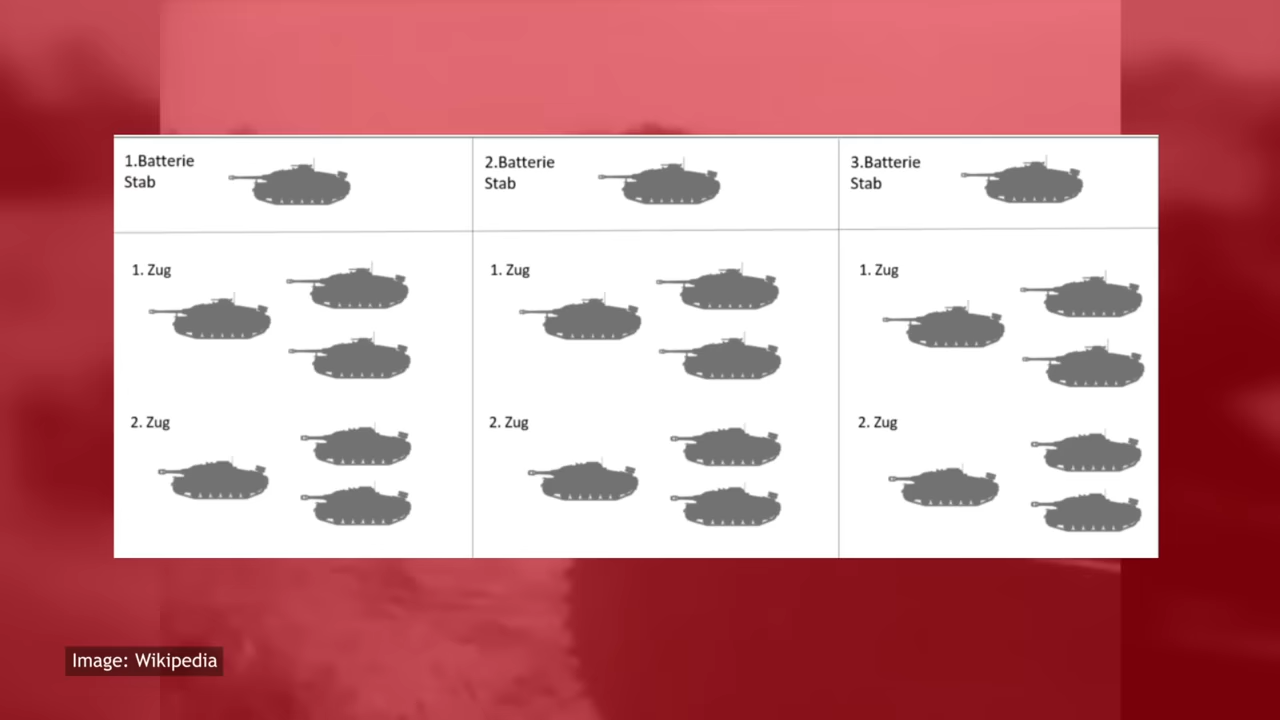 1.Batterie
Stab
2.Batterie
Stab
3.Batterie
Stab
1. Zug
1. Zug
1. Zug
2. Zug
2. Zug
2. Zug
Image: Wikipedia